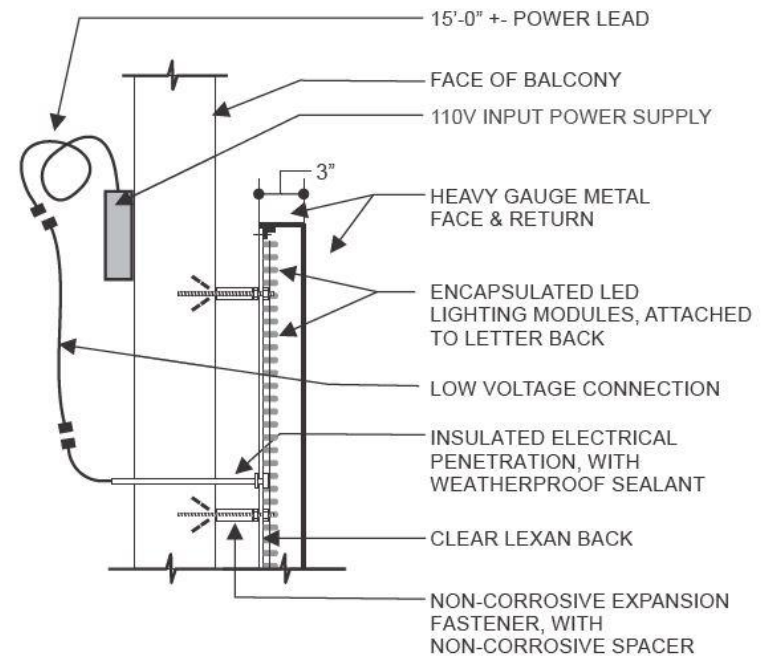 15'-0" +- POWER LEAD
FACE OF BALCONY
110V INPUT POWER SUPPLY
3"
HEAVY GAUGE METAL
FACE & RETURN
ENCAPSULATED LED
LIGHTING MODULES, ATTACHED
TO LETTER BACK
LOW VOLTAGE CONNECTION
INSULATED ELECTRICAL
PENETRATION, WITH
WEATHERPROOF SEALANT
CLEAR LEXAN BACK
NON-CORROSIVE EXPANSION
FASTENER, WITH
NON-CORROSIVE SPACER